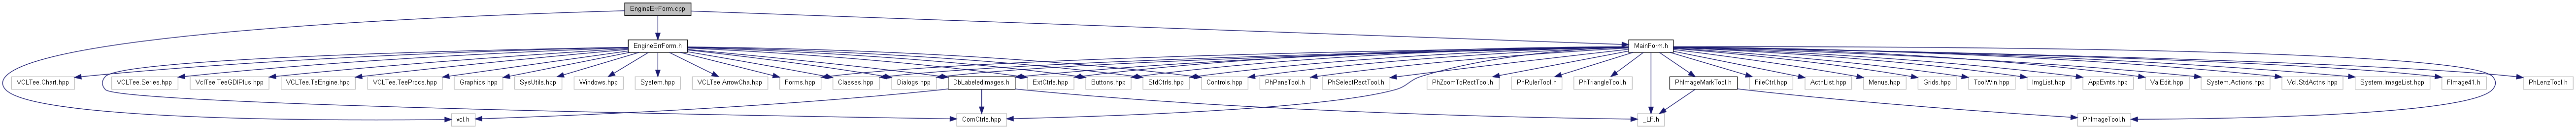 EngineErrForm.cpp
EngineErrForm.h
MainForm.h
VCLTee.Chart.hpp
VCLTee.Series.hpp
VclTee.TeeGDIPlus.hpp
VCLTee.TeEngine.hpp
VCLTee.TeeProcs.hpp
Graphics.hpp
SysUtils.hpp
Windows.hpp
System.hpp
VCLTee.ArrowCha.hpp
Forms.hpp
Classes.hpp
Dialogs.hpp
DbLabeledImages.h
ExtCtrls.hpp
Buttons.hpp
StdCtrls.hpp
Controls.hpp
PhPaneTool.h
PhSelectRectTool.h
PhZoomToRectTool.h
PhRulerTool.h
PhTriangleTool.h
PhImageMarkTool.h
FileCtrl.hpp
ActnList.hpp
Menus.hpp
Grids.hpp
ToolWin.hpp
ImgList.hpp
AppEvnts.hpp
ValEdit.hpp
System.Actions.hpp
Vcl.StdActns.hpp
System.ImageList.hpp
FImage41.h
PhLenzTool.h
vcl.h
ComCtrls.hpp
_LF.h
PhImageTool.h